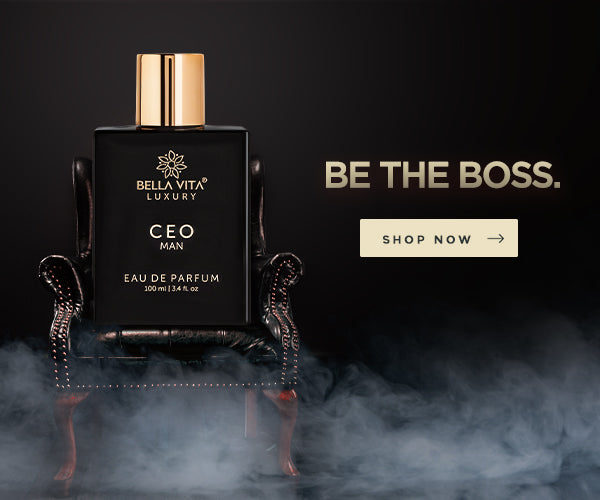 BELLA VITA®
LUXURY
CEO
MAN
EAU DE PARFUM
100 ml | 3.4 fl. oz
BE THE BOSS.
SHOP NOW →